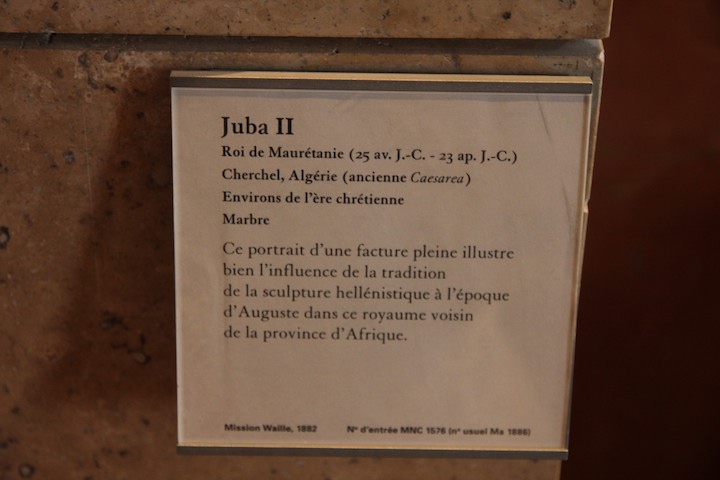 Juba II
Roi de Maurétanie (25 av. J.-C. - 23 ap. J.-C.)
Cherchel, Algérie (ancienne Caesarea)
Environs de l'ère chrétienne
Marbre
Ce portrait d'une facture pleine illustre
bien l'influence de la tradition
de la sculpture hellénistique à l'époque
d'Auguste dans ce royaume voisin
de la province d'Afrique.
Mission Waille, 1882 N° d'entrée MNC 1576 (n° usuel Ma 1886)